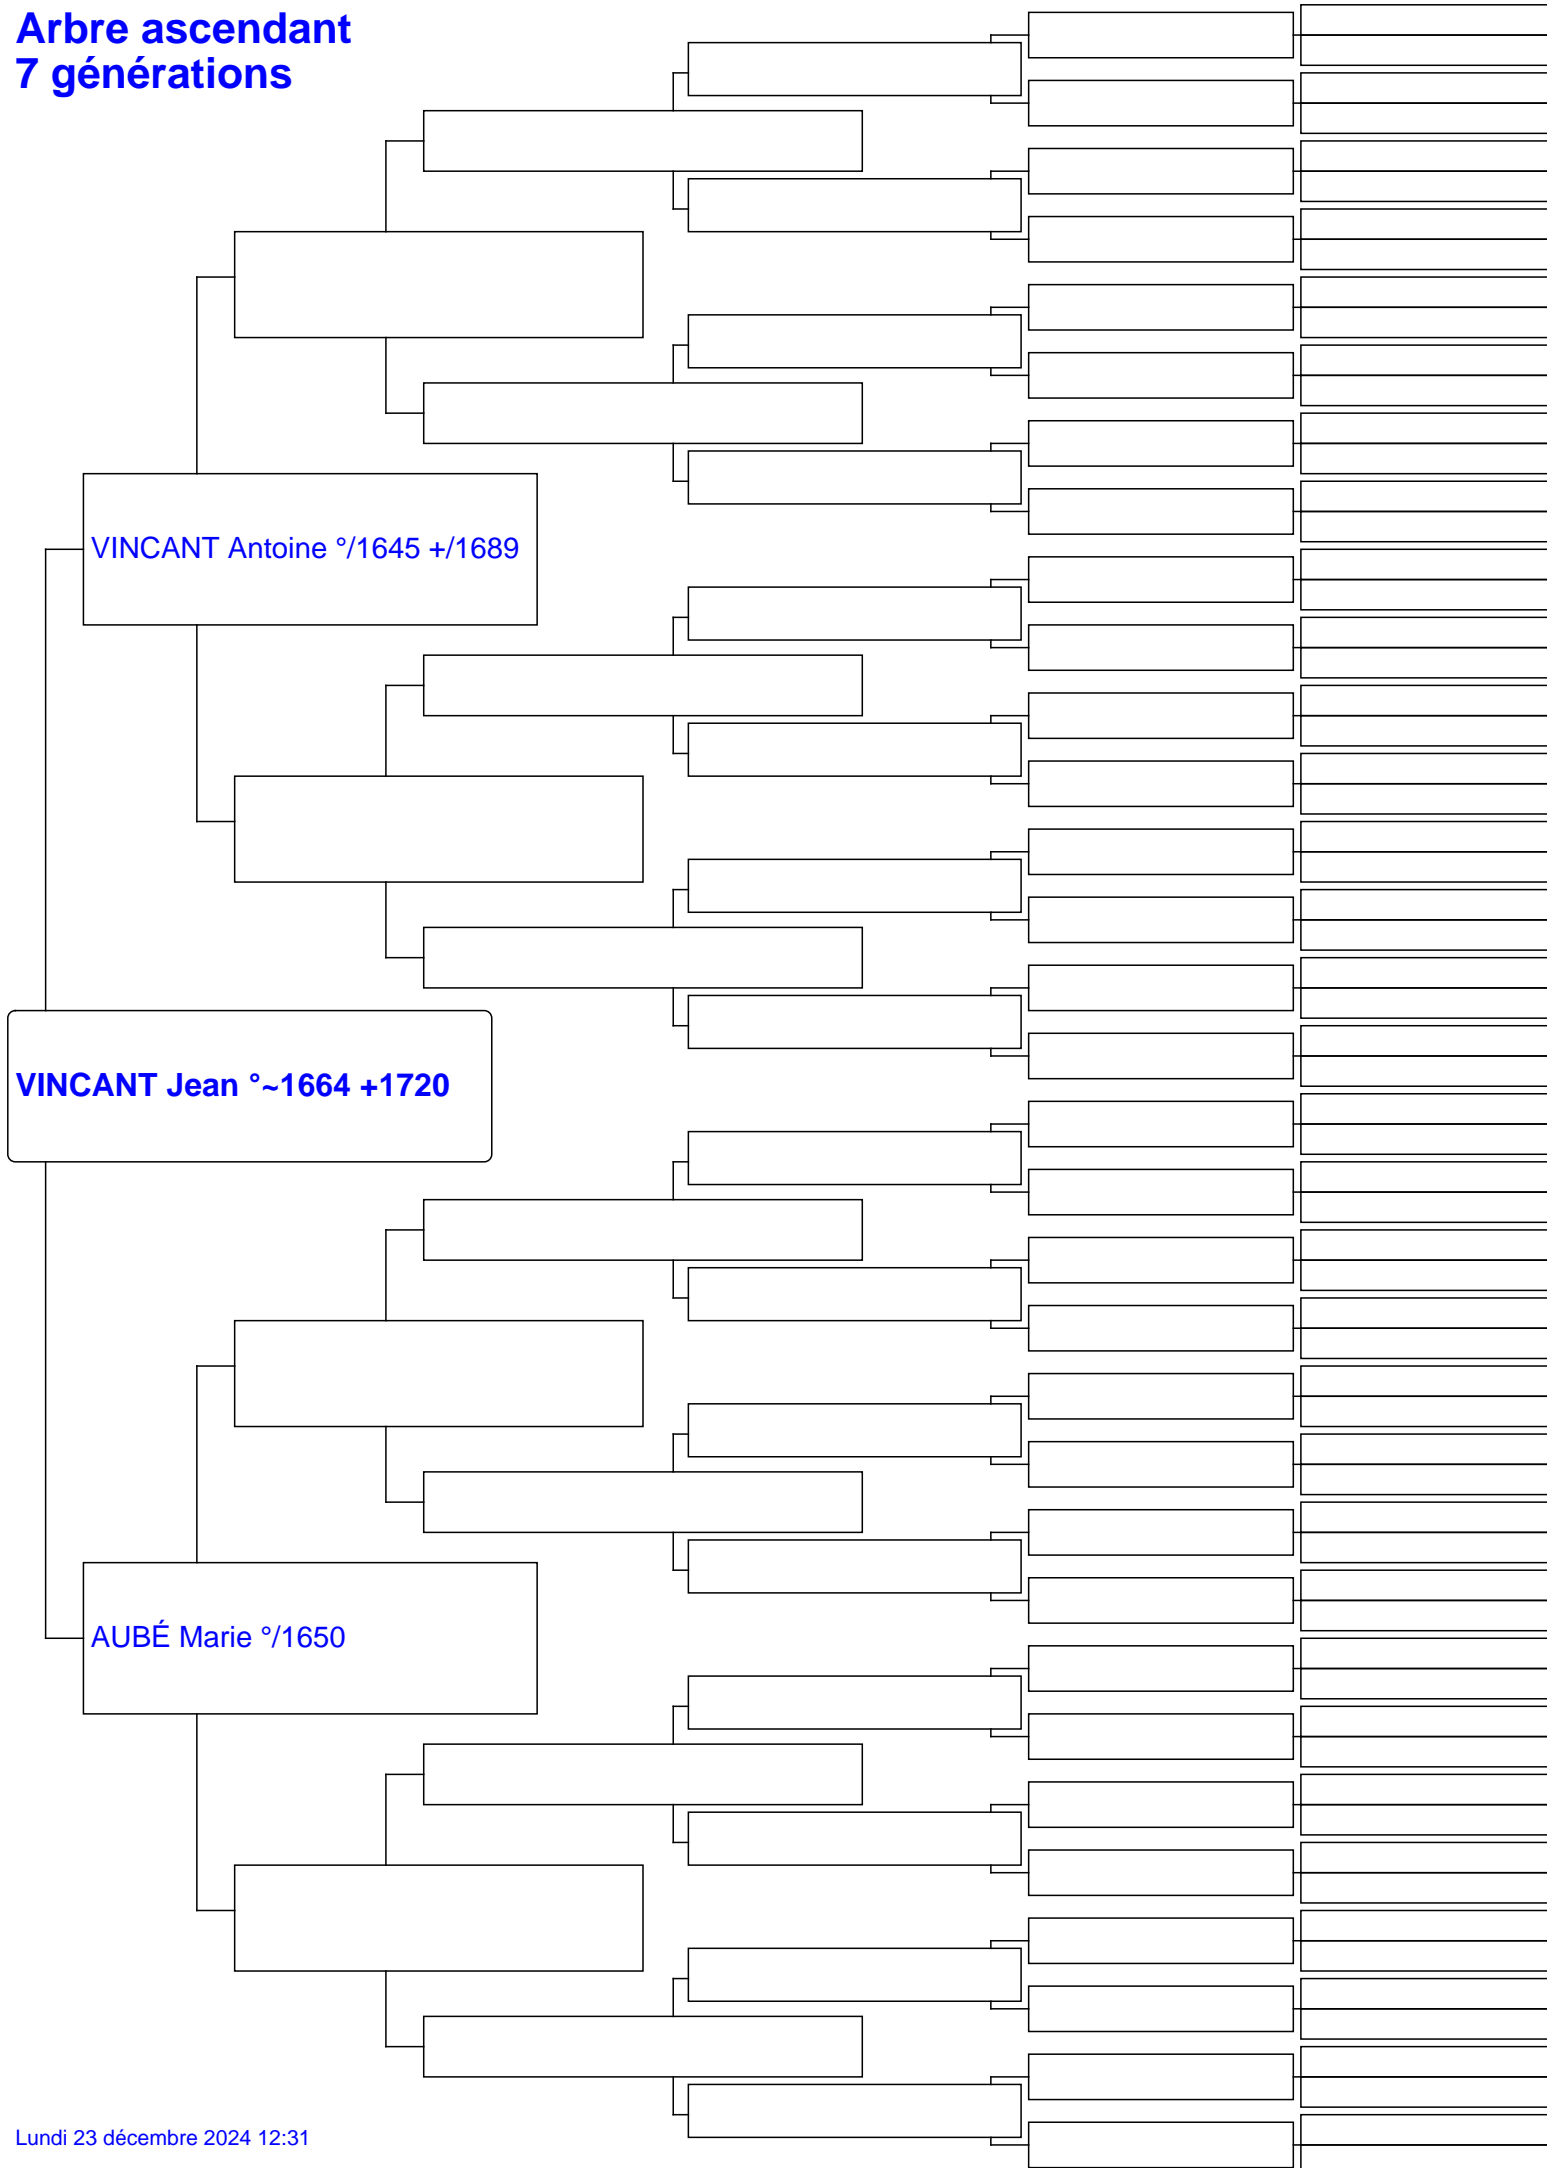 Arbre ascendant
7 générations
VINCANT Antoine °/1645 +/1689
VINCANT Jean °~1664 +1720
AUBÉ Marie °/1650
Lundi 23 décembre 2024 12:31